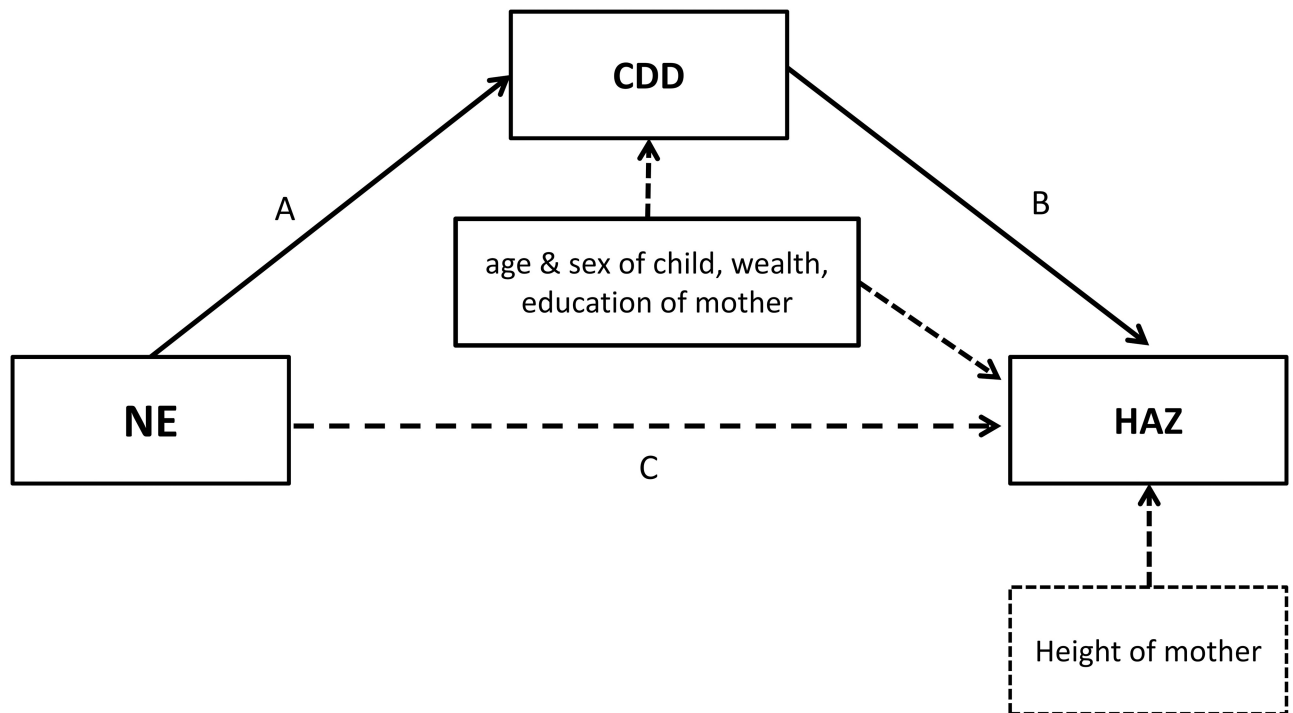 CDD
A
B
age & sex of child, wealth,
education of mother
NE
HAZ
C
Height of mother